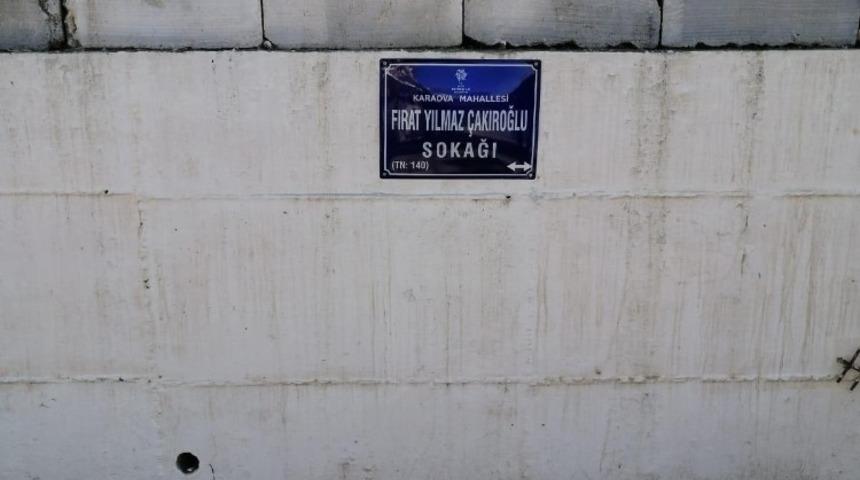 KARAOVA MAHALLESİ
FIRAT YILMAZ ÇAKIROĞLU
SOKAĞI
(TN: 140)